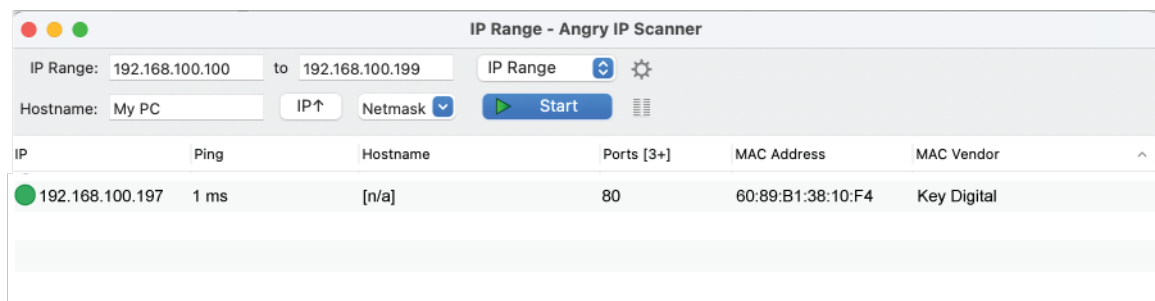 IP Range - Angry IP Scanner
IP Range: 192.168.100.100 to 192.168.100.199 IP Range
Hostname: My PC IP↑ Netmask Start
IP Ping Hostname Ports [3+] MAC Address MAC Vendor
192.168.100.197 1 ms [n/a] 80 60:89:B1:38:10:F4 Key Digital